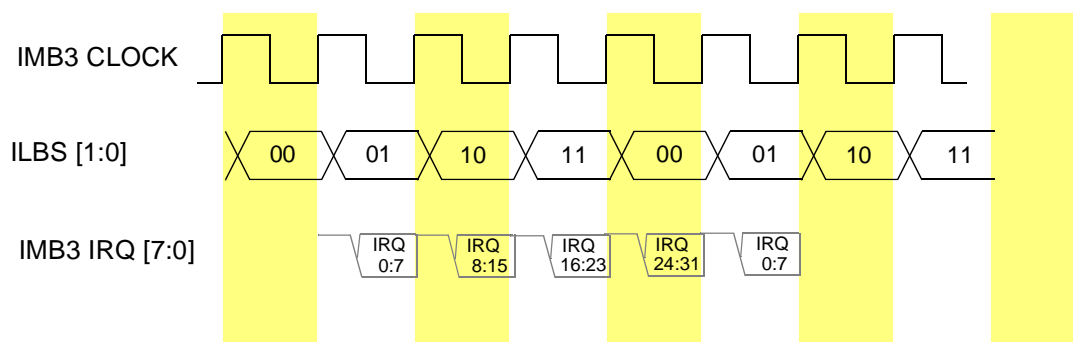 IMB3 CLOCK
ILBS [1:0]
00 01 10 11 00 01 10 11
IMB3 IRQ [7:0]
IRQ IRQ IRQ IRQ IRQ
0:7 8:15 16:23 24:31 0:7